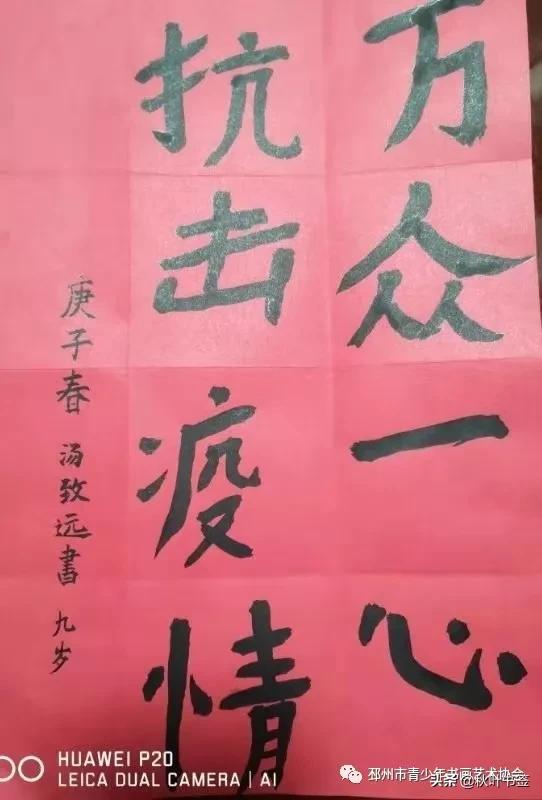 万众一心
抗击疫情
庚子春 汤致远書 九岁
HUAWEI P20
LEICA DUAL CAMERA | AI
邳州市青少年书画艺术协会
头条 @秋叶书签